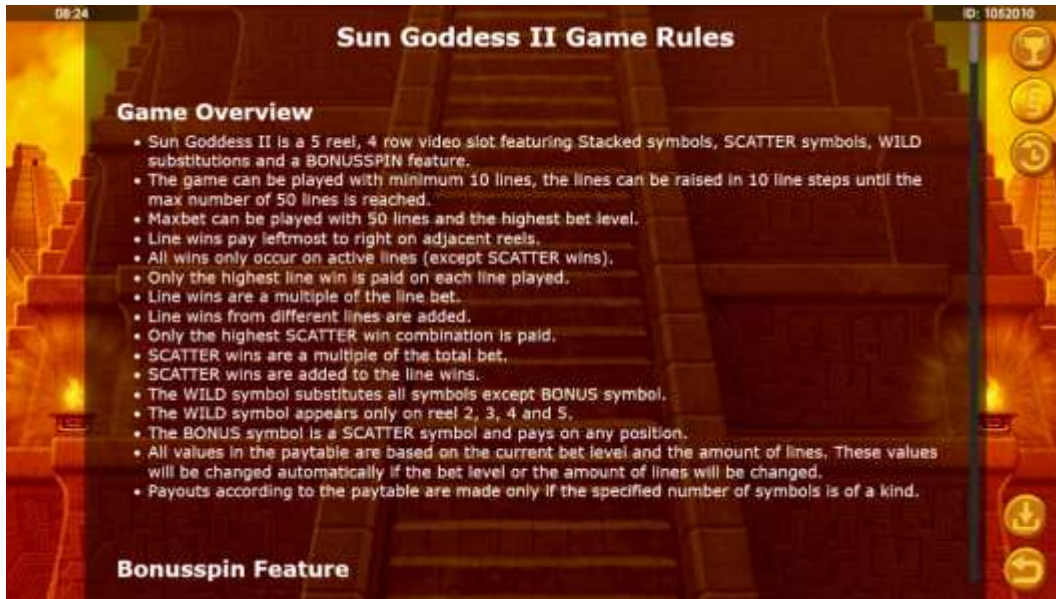 08:24
ID: 1052010
Sun Goddess II Game Rules
Game Overview
• Sun Goddess II is a 5 reel, 4 row video slot featuring Stacked symbols, SCATTER symbols, WILD
substitutions and a BONUSSPIN feature.
• The game can be played with minimum 10 lines, the lines can be raised in 10 line steps until the
max number of 50 lines is reached.
• Maxbet can be played with 50 lines and the highest bet level.
• Line wins pay leftmost to right on adjacent reels.
• All wins only occur on active lines (except SCATTER wins).
• Only the highest line win is paid on each line played.
• Line wins are a multiple of the line bet.
• Line wins from different lines are added.
• Only the highest SCATTER win combination is paid.
• SCATTER wins are a multiple of the total bet.
• SCATTER wins are added to the line wins.
• The WILD symbol substitutes all symbols except BONUS symbol.
• The WILD symbol appears only on reel 2, 3, 4 and 5.
• The BONUS symbol is a SCATTER symbol and pays on any position.
• All values in the paytable are based on the current bet level and the amount of lines. These values
will be changed automatically if the bet level or the amount of lines will be changed.
• Payouts according to the paytable are made only if the specified number of symbols is of a kind.
Bonusspin Feature